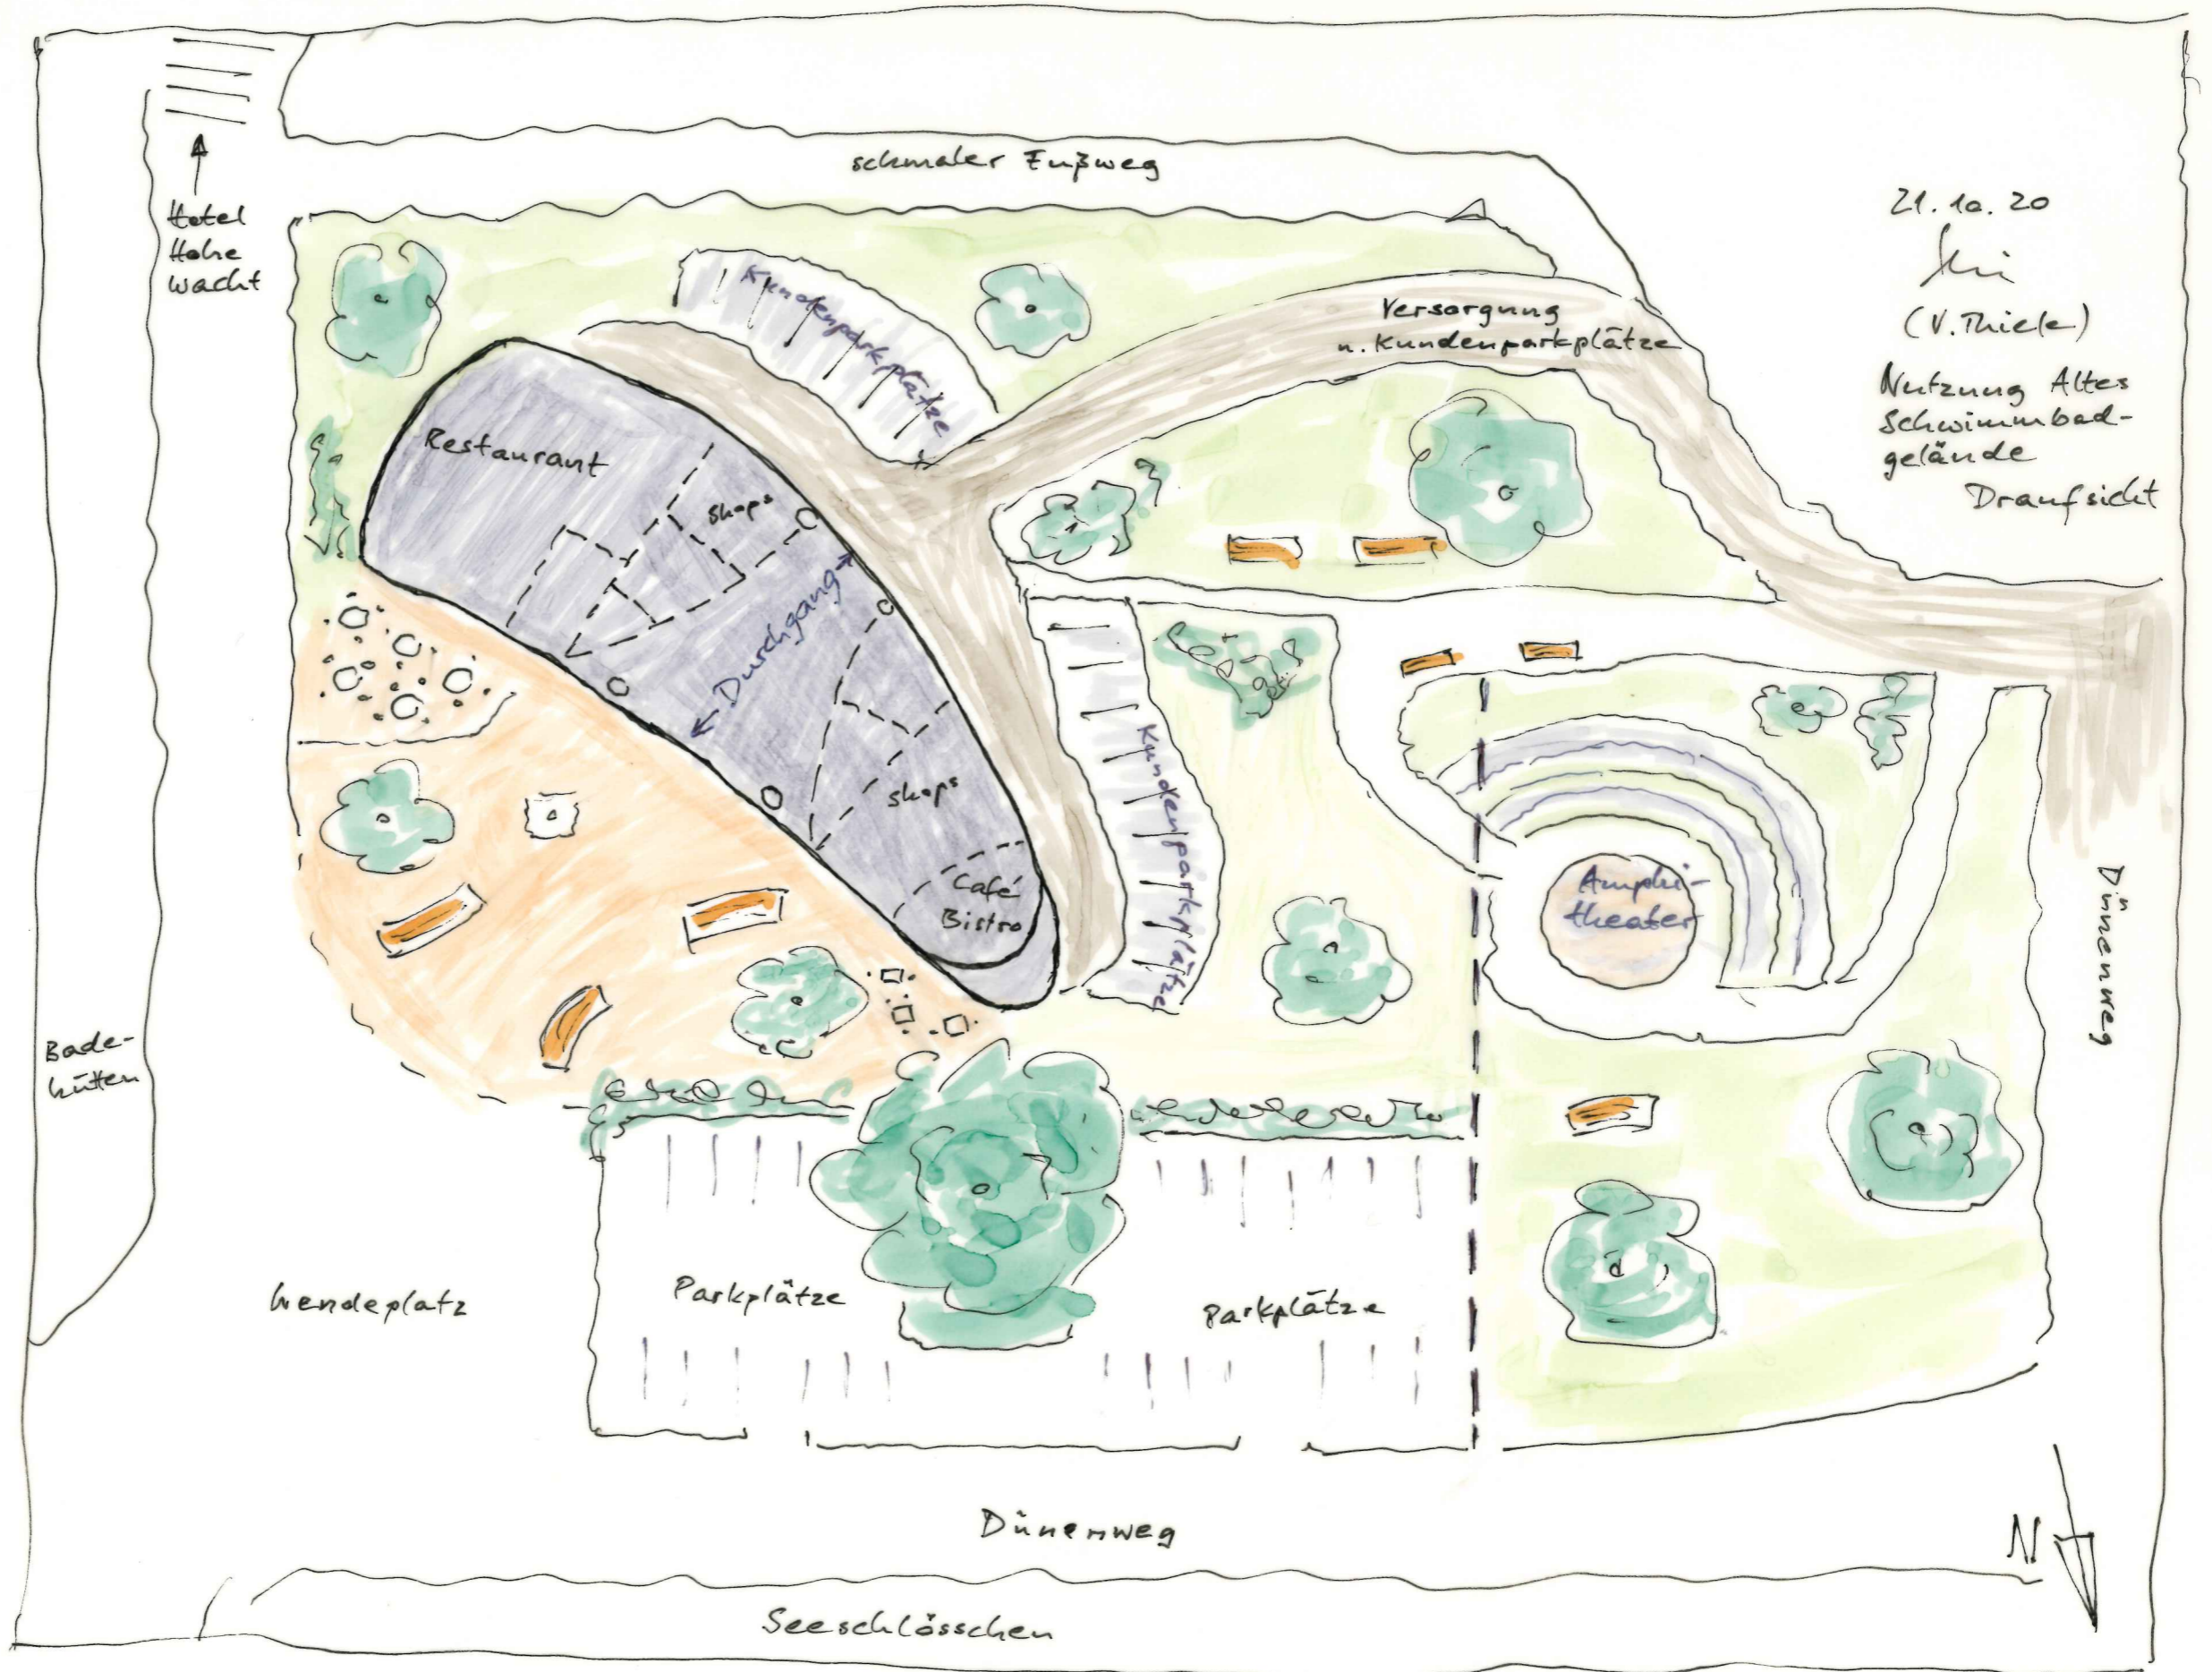 schmaler Fußweg
Hotel
Hohe
Wacht
21.10.20
(V. Thiele)
Nutzung Altes
Schwimmbad-
gelände
Draufsicht
Kundenparkplätze
Versorgung
u. Kundenparkplätze
Restaurant
shops
← Durchgang →
Kundenparkplätze
shops
Café
Bistro
Amphi-
theater
Dünenweg
Bade-
hütten
Wendeplatz
Parkplätze
Parkplätze
Dünenweg
N
Seeschlösschen